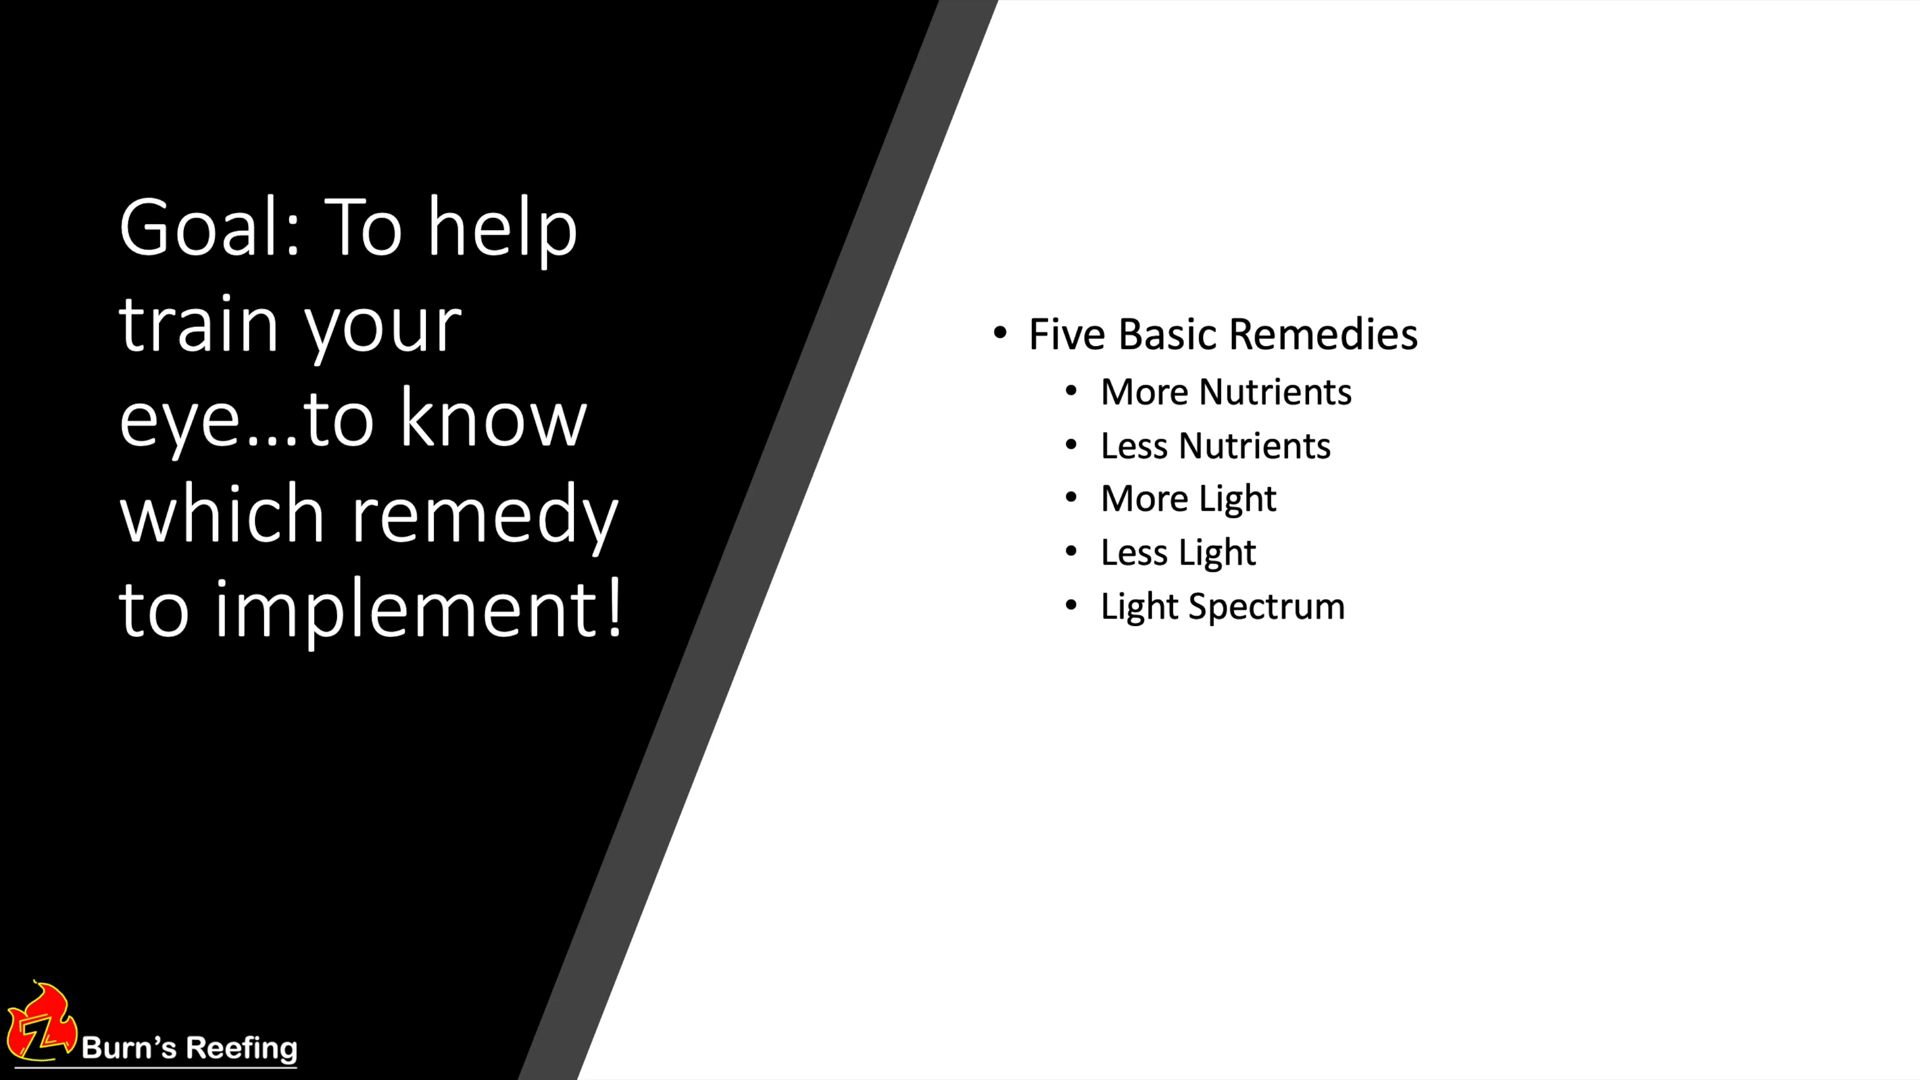 Goal: To help
train your
eye...to know
which remedy
to implement!
• Five Basic Remedies
• More Nutrients
• Less Nutrients
• More Light
• Less Light
• Light Spectrum
Z Burn's Reefing